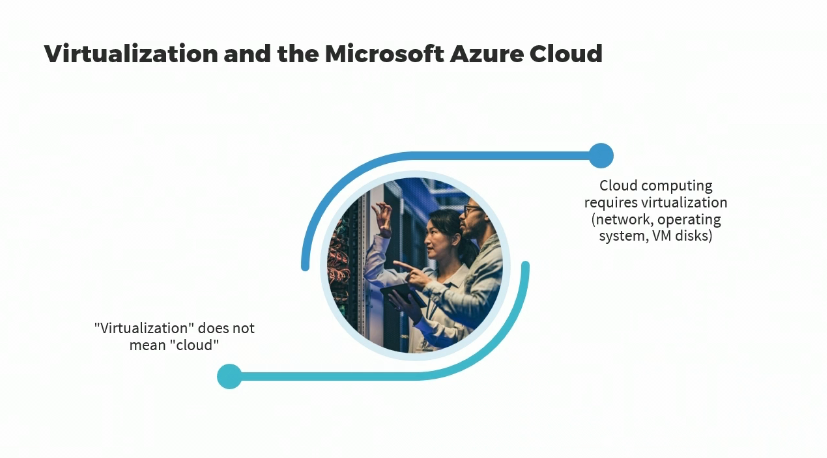 Virtualization and the Microsoft Azure Cloud
Cloud computing
requires virtualization
(network, operating
system, VM disks)
"Virtualization" does not
mean "cloud"